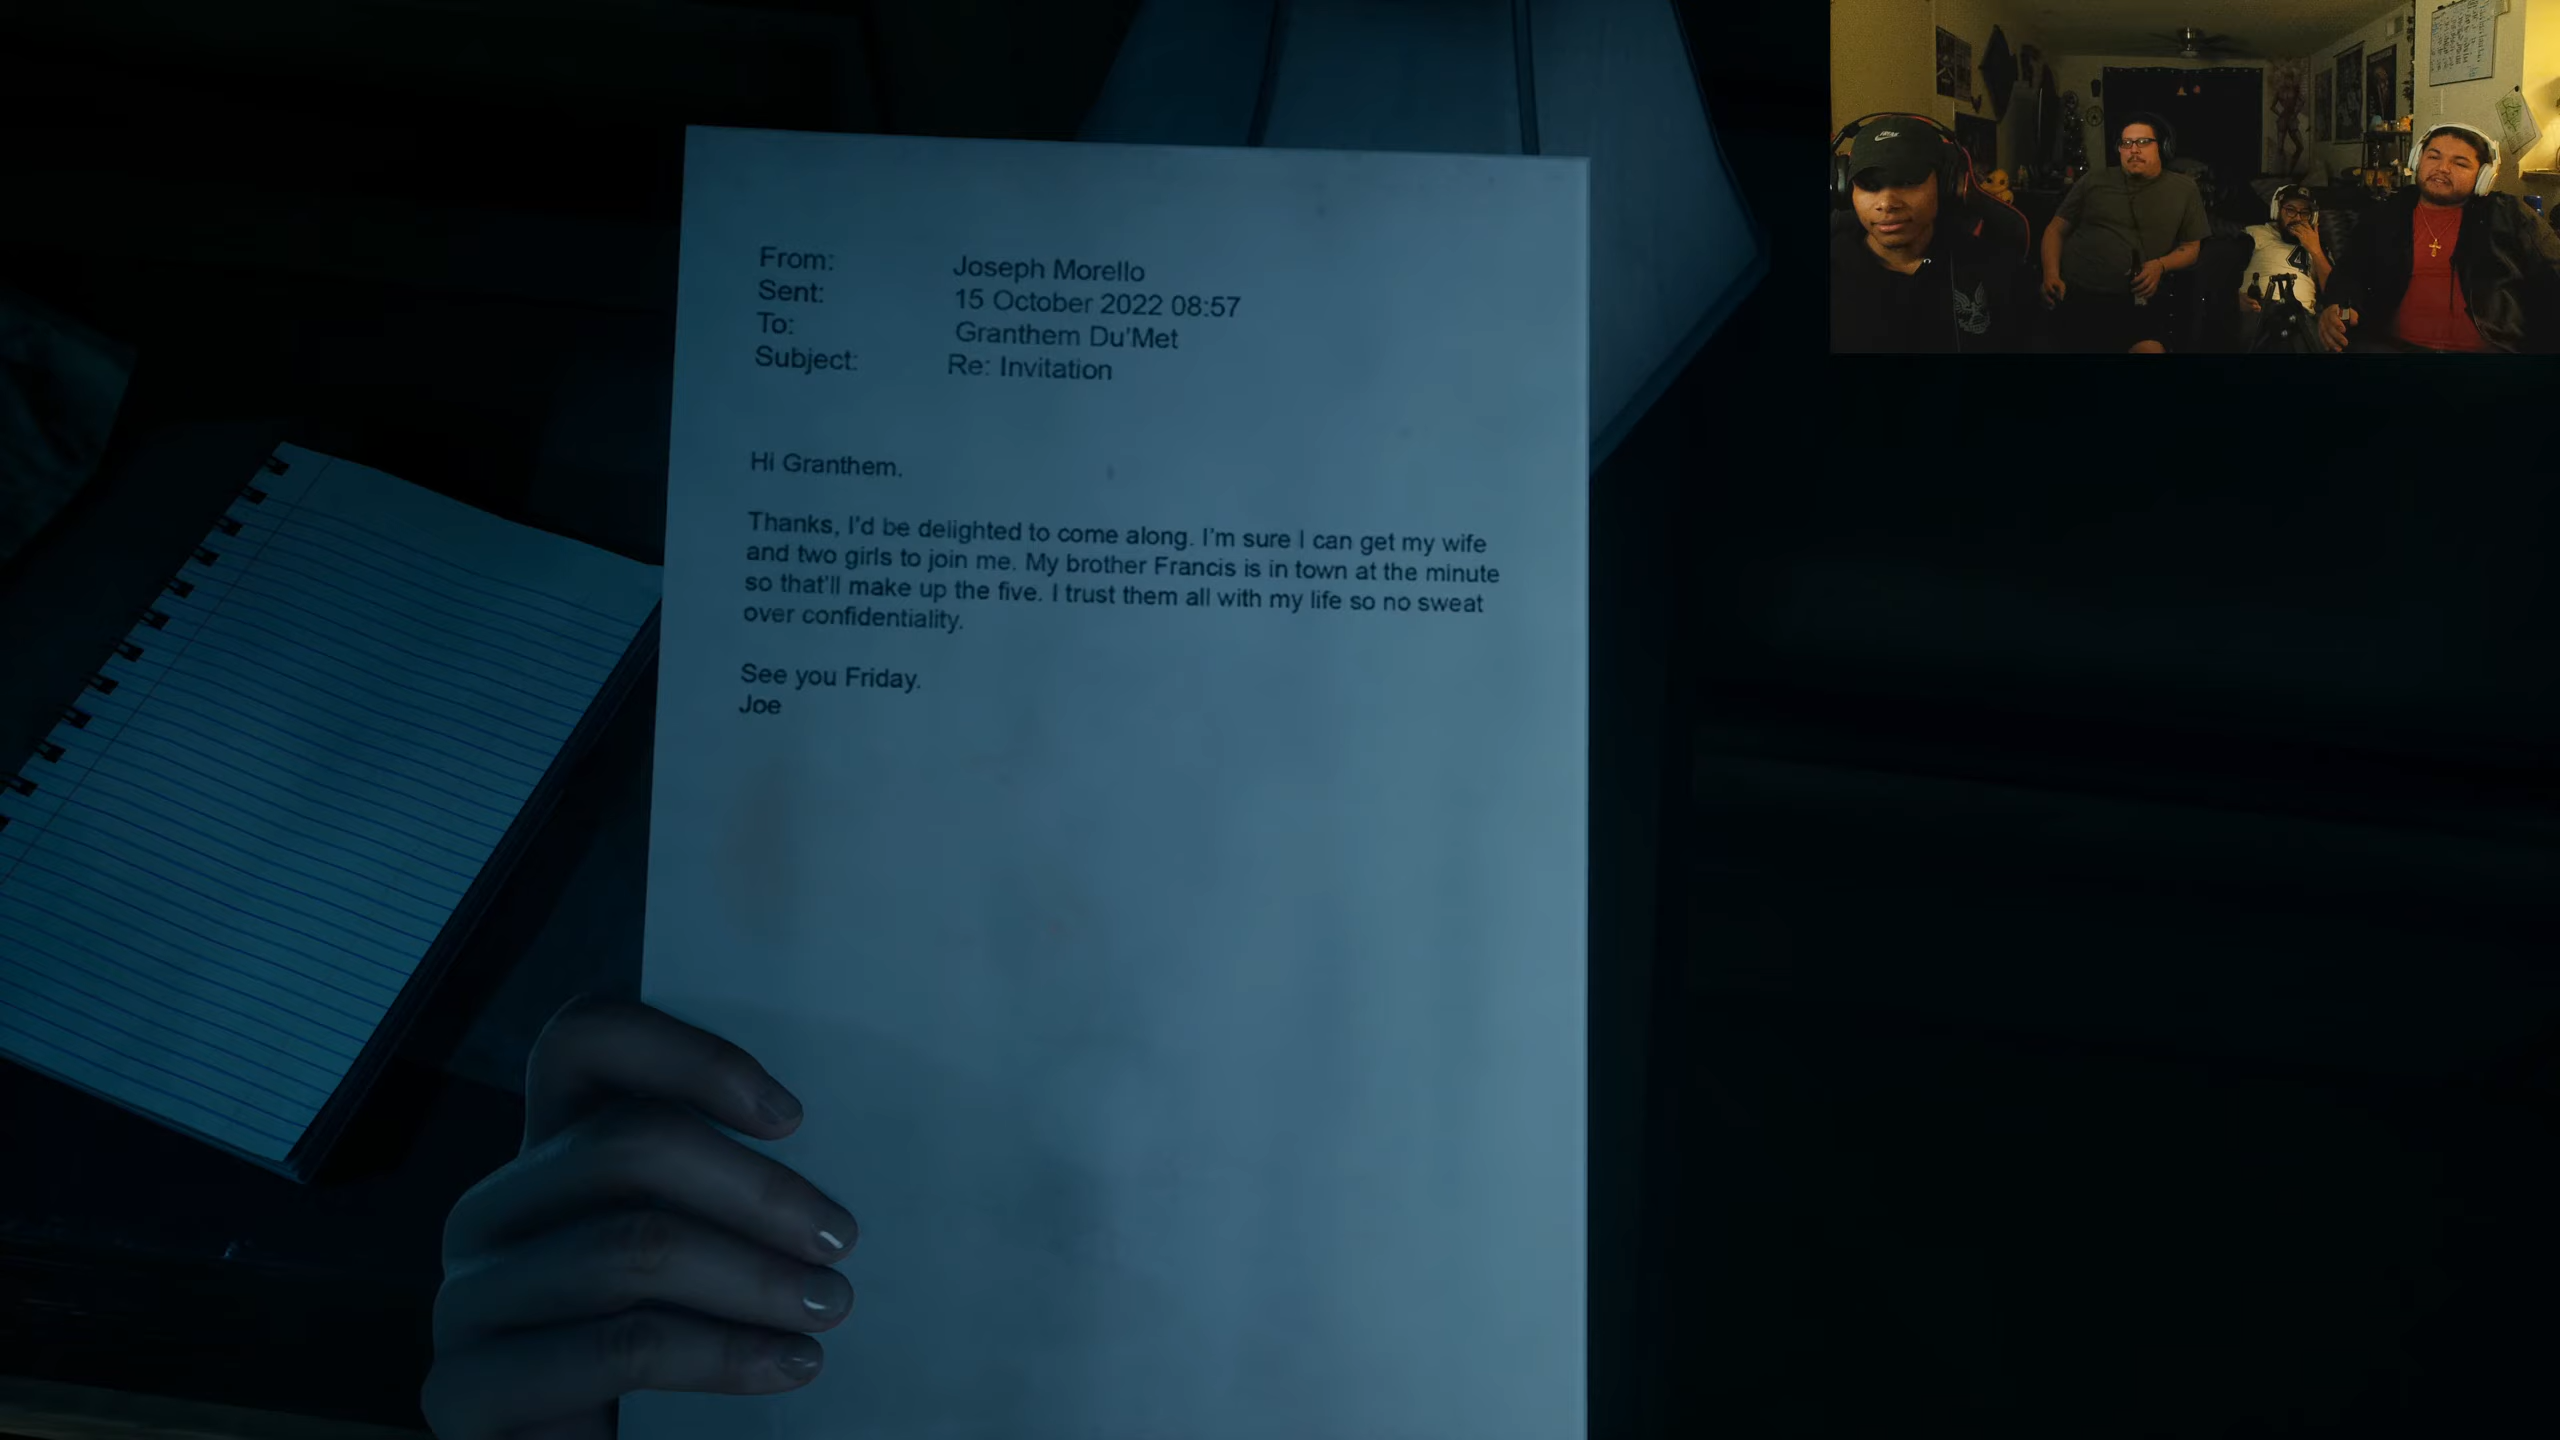 From: Joseph Morello
Sent: 15 October 2022 08:57
To: Granthem Du'Met
Subject: Re: Invitation
Hi Granthem.
Thanks, I'd be delighted to come along. I'm sure I can get my wife
and two girls to join me. My brother Francis is in town at the minute
so that'll make up the five. I trust them all with my life so no sweat
over confidentiality.
See you Friday.
Joe